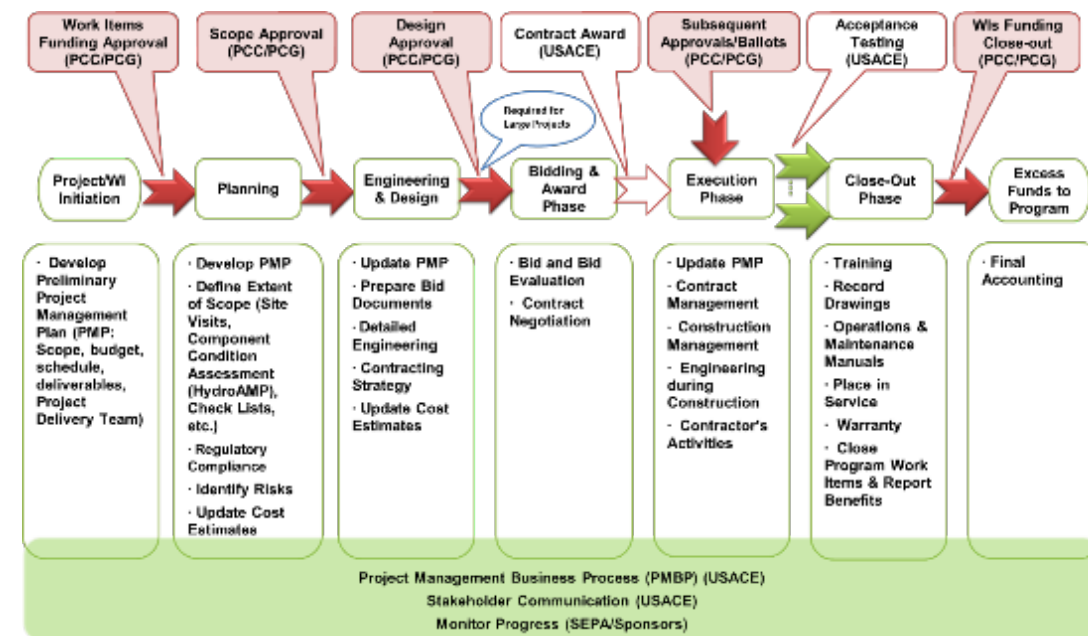 Work Items
Funding Approval
(PCC/PCG)
Scope Approval
(PCC/PCG)
Design
Approval
(PCC/PCG)
Contract Award
(USACE)
Subsequent
Approvals/Ballots
(PCC/PCG)
Acceptance
Testing
(USACE)
WIs Funding
Close-out
(PCC/PCG)
Required for
Large Projects
Project/WI
Initiation
Planning
Engineering
& Design
Bidding &
Award
Phase
Execution
Phase
Close-Out
Phase
Excess
Funds to
Program
· Develop
Preliminary
Project
Management
Plan (PMP:
Scope, budget,
schedule,
deliverables,
Project
Delivery Team)
· Develop PMP
· Define Extent
of Scope (Site
Visits,
Component
Condition
Assessment
(HydroAMP),
Check Lists,
etc.)
· Regulatory
Compliance
· Identify Risks
· Update Cost
Estimates
· Update PMP
· Prepare Bid
Documents
· Detailed
Engineering
· Contracting
Strategy
· Update Cost
Estimates
· Bid and Bid
Evaluation
· Contract
Negotiation
· Update PMP
· Contract
Management
· Construction
Management
· Engineering
during
Construction
· Contractor's
Activities
· Training
· Record
Drawings
· Operations &
Maintenance
Manuals
· Place in
Service
· Warranty
· Close
Program Work
Items & Report
Benefits
· Final
Accounting
Project Management Business Process (PMBP) (USACE)
Stakeholder Communication (USACE)
Monitor Progress (SEPA/Sponsors)